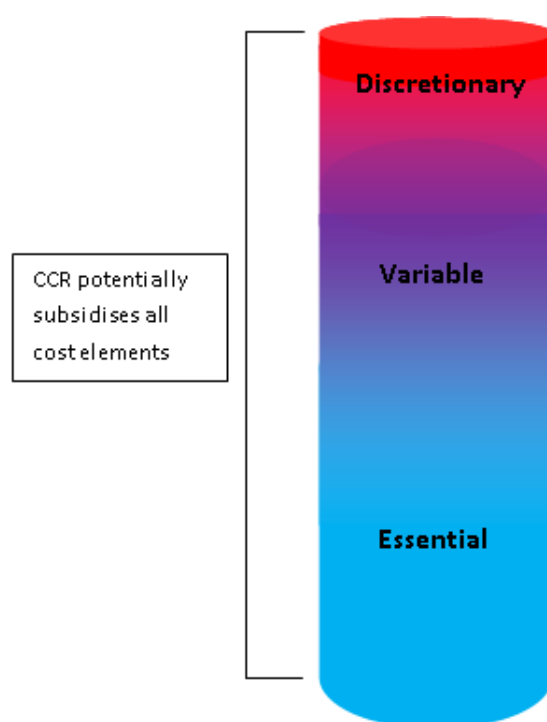 Discretionary
Variable
CCR potentially
subsidises all
cost elements
Essential